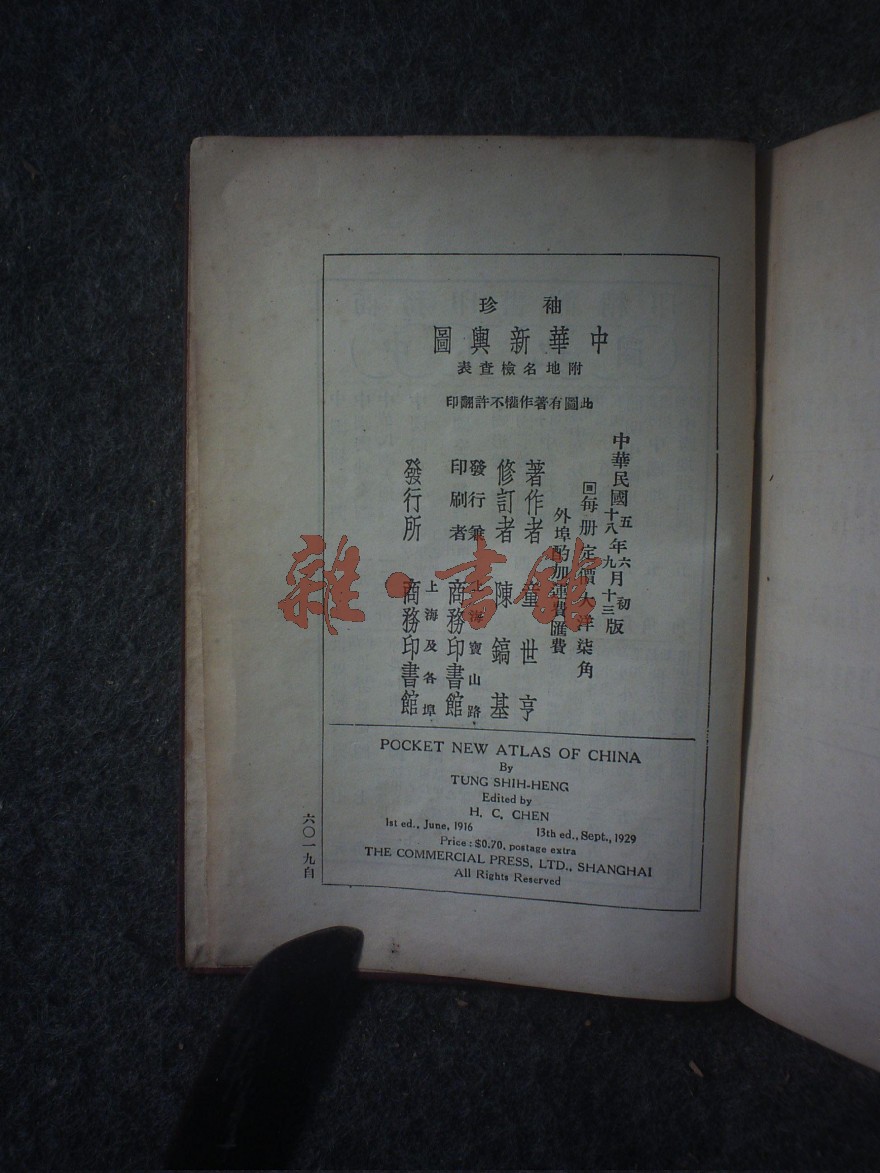 袖珍
中華新輿圖
附地名檢查表
此圖有著作權不許翻印
中華民國五年六月初版
十八年九月十三版
回每册定價大洋柒角
外埠酌加運費匯費
著作者 童世亨
修訂者 陳鎬基
發行兼印刷者 上海寶山路 商務印書館
發行所 上海及各埠 商務印書館
POCKET NEW ATLAS OF CHINA
By
TUNG SHIH-HENG
Edited by
H. C. CHEN
1st ed., June, 1916 13th ed., Sept., 1929
Price: $0.70, postage extra
THE COMMERCIAL PRESS, LTD., SHANGHAI
All Rights Reserved
六〇一九自
雜·書館